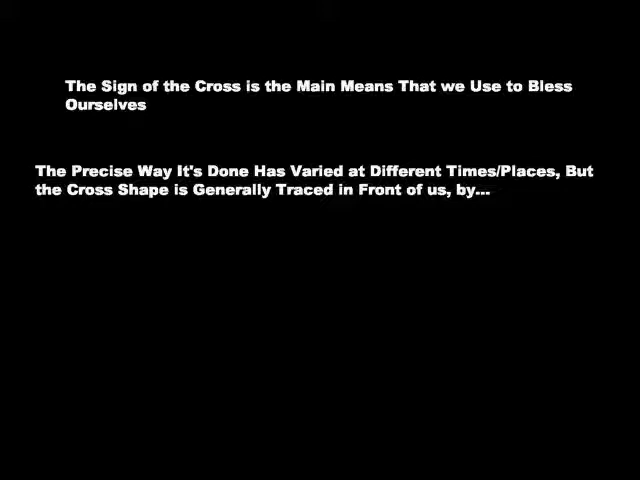 The Sign of the Cross is the Main Means That we Use to Bless
Ourselves
The Precise Way It's Done Has Varied at Different Times/Places, But
the Cross Shape is Generally Traced in Front of us, by...